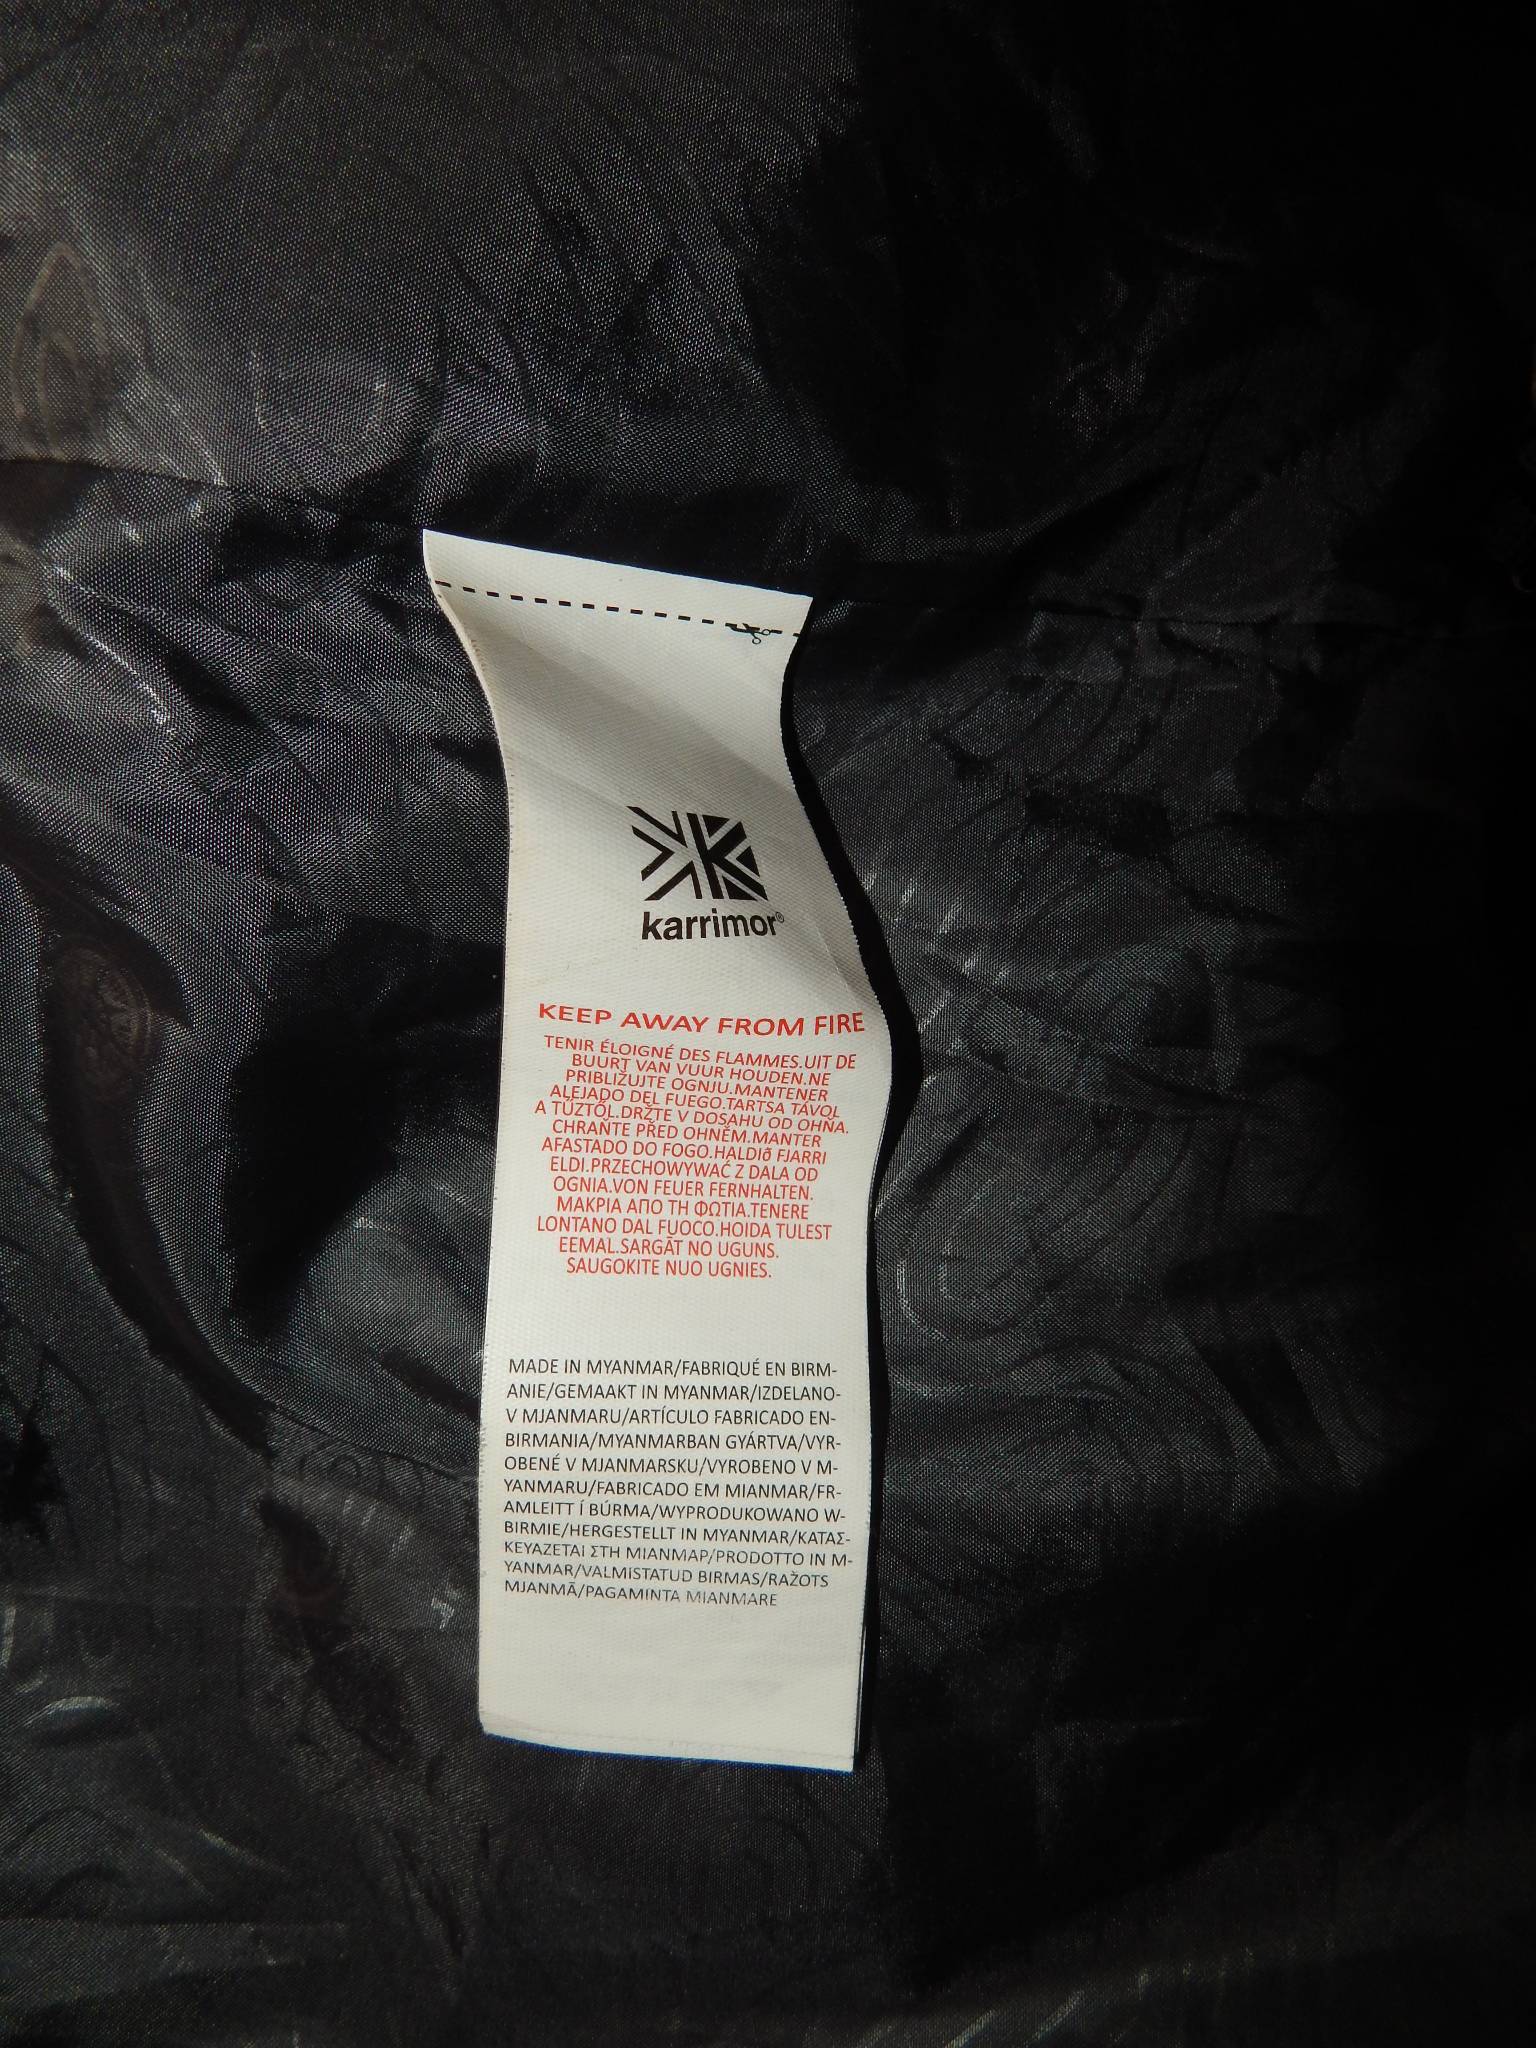 karrimor®
KEEP AWAY FROM FIRE
TENIR ÉLOIGNÉ DES FLAMMES.UIT DE
BUURT VAN VUUR HOUDEN.NE
PRIBLIŽUJTE OGNJU.MANTENER
ALEJADO DEL FUEGO.TARTSA TÁVOL
A TŰZTŐL.DRŽTE V DOSAHU OD OHŇA.
CHRAŇTE PŘED OHNĚM.MANTER
AFASTADO DO FOGO.HALDIð FJARRI
ELDI.PRZECHOWYWAĆ Z DALA OD
OGNIA.VON FEUER FERNHALTEN.
ΜΑΚΡΙΑ ΑΠΟ ΤΗ ΦΩΤΙΑ.TENERE
LONTANO DAL FUOCO.HOIDA TULEST
EEMAL.SARGĀT NO UGUNS.
SAUGOKITE NUO UGNIES.
MADE IN MYANMAR/FABRIQUÉ EN BIRM-
ANIE/GEMAAKT IN MYANMAR/IZDELANO-
V MJANMARU/ARTÍCULO FABRICADO EN-
BIRMANIA/MYANMARBAN GYÁRTVA/VYR-
OBENÉ V MJANMARSKU/VYROBENO V M-
YANMARU/FABRICADO EM MIANMAR/FR-
AMLEITT Í BÚRMA/WYPRODUKOWANO W-
BIRMIE/HERGESTELLT IN MYANMAR/ΚΑΤΑΣ-
ΚΕΥΑΖΕΤΑΙ ΣΤΗ ΜΙΑΝΜΑΡ/PRODOTTO IN M-
YANMAR/VALMISTATUD BIRMAS/RAŽOTS
MJANMĀ/PAGAMINTA MIANMARE